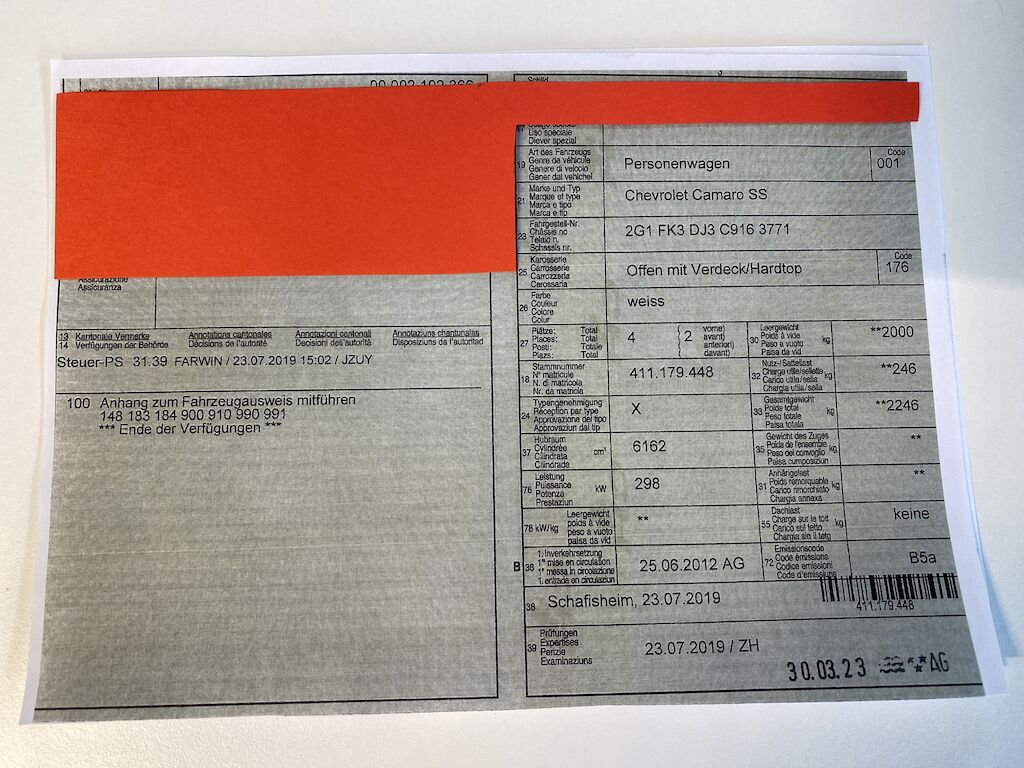 Schild
Uso speciale
Diever spezial
19 Art des Fahrzeugs
Genre de véhicule
Genere di veicolo
Gener dal vehichel
Personenwagen
Code
001
21 Marke und Typ
Marque et type
Marca e tipo
Marca e tip
Chevrolet Camaro SS
23 Fahrgestell-Nr.
Châssis no
Telaio n.
Schassis nr.
2G1 FK3 DJ3 C916 3771
25 Karosserie
Carrosserie
Carrozzeria
Carossaria
Offen mit Verdeck/Hardtop
Code
176
26 Farbe
Couleur
Colore
Colur
weiss
27 Plätze: Total
Places: Total
Posti: Totale
Plazs: Total
4
2
vorne)
avant)
anteriori)
davant)
30 Leergewicht
Poids à vide
Peso a vuoto
Paisa da vid
kg
**2000
18 Stammnummer
N° matricule
N. di matricola
Nr. da matricla
411.179.448
32 Nutz-/Sattellast
Charge utile/sellette
Carico utile/sella
Chargia utila/sella
kg
**246
24 Typengenehmigung
Réception par type
Approvazione del tipo
Approvaziun dal tip
X
33 Gesamtgewicht
Poids total
Peso totale
Paisa totala
kg
**2246
37 Hubraum
Cylindrée
Cilindrata
Cilindrada
cm³
6162
35 Gewicht des Zuges
Poids de l'ensemble
Peso del convoglio
Paisa cumposiziun
kg
**
76 Leistung
Puissance
Potenza
Prestaziun
kW
298
31 Anhängelast
Poids remorquable
Carico rimorchiato
Chargia annexa
kg
**
78 kW/kg
Leergewicht
poids à vide
peso a vuoto
paisa da vid
**
55 Dachlast
Charge sur le toit
Carico sul tetto
Chargia sin il tetg
kg
keine
B 36 1. Inverkehrsetzung
1re mise en circulation
1a messa in circolazione
1. entrada en circulaziun
25.06.2012 AG
72 Emissionscode
Code émissions
Codice emissioni
Code d'emissiuns
B5a
38 Schafisheim, 23.07.2019
411.179.448
39 Prüfungen
Expertises
Perizie
Examinaziuns
23.07.2019 / ZH
30.03.23 AG
Assicurazione
Assicuranza
13 Kantonale Vermerke
14 Verfügungen der Behörde
Annotations cantonales
Décisions de l'autorité
Annotazioni cantonali
Decisioni dell'autorità
Annotaziuns chantunalas
Disposiziuns da l'autoritad
Steuer-PS 31.39 FARWIN / 23.07.2019 15:02 / JZUY
100 Anhang zum Fahrzeugausweis mitführen
148 183 184 900 910 990 991
*** Ende der Verfügungen ***